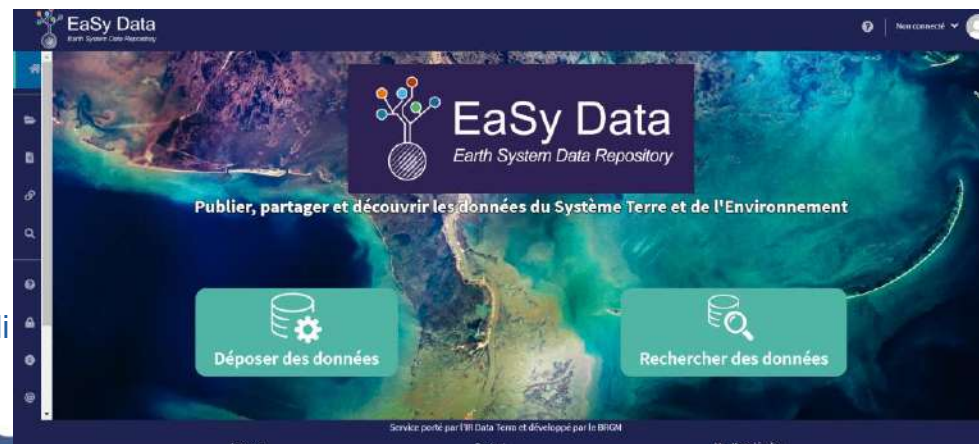 EaSy Data
Earth System Data Repository
Non connecté
EaSy Data
Earth System Data Repository
Publier, partager et découvrir les données du Système Terre et de l'Environnement
li
Déposer des données
Rechercher des données
Service porté par l'IR Data Terra et développé par le BRGM